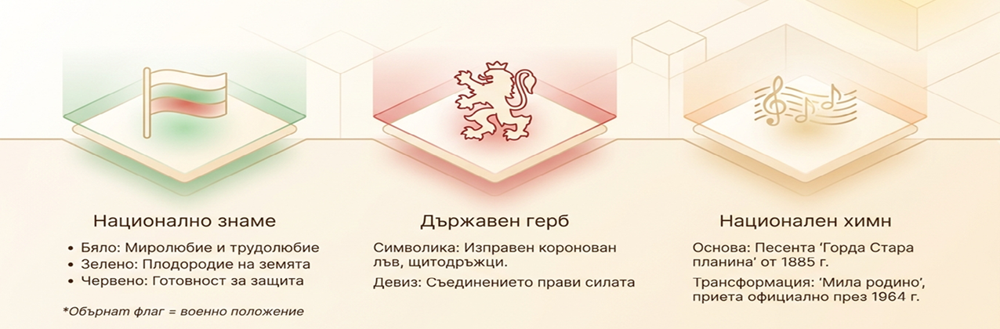 Национално знаме
• Бяло: Миролюбие и трудолюбие
• Зелено: Плодородие на земята
• Червено: Готовност за защита
*Обърнат флаг = военно положение
Държавен герб
Символика: Изправен коронован
лъв, щитодръжци.
Девиз: Съединението прави силата
Национален химн
Основа: Песента ‘Горда Стара
планина’ от 1885 г.
Трансформация: ‘Мила родино’,
приета официално през 1964 г.